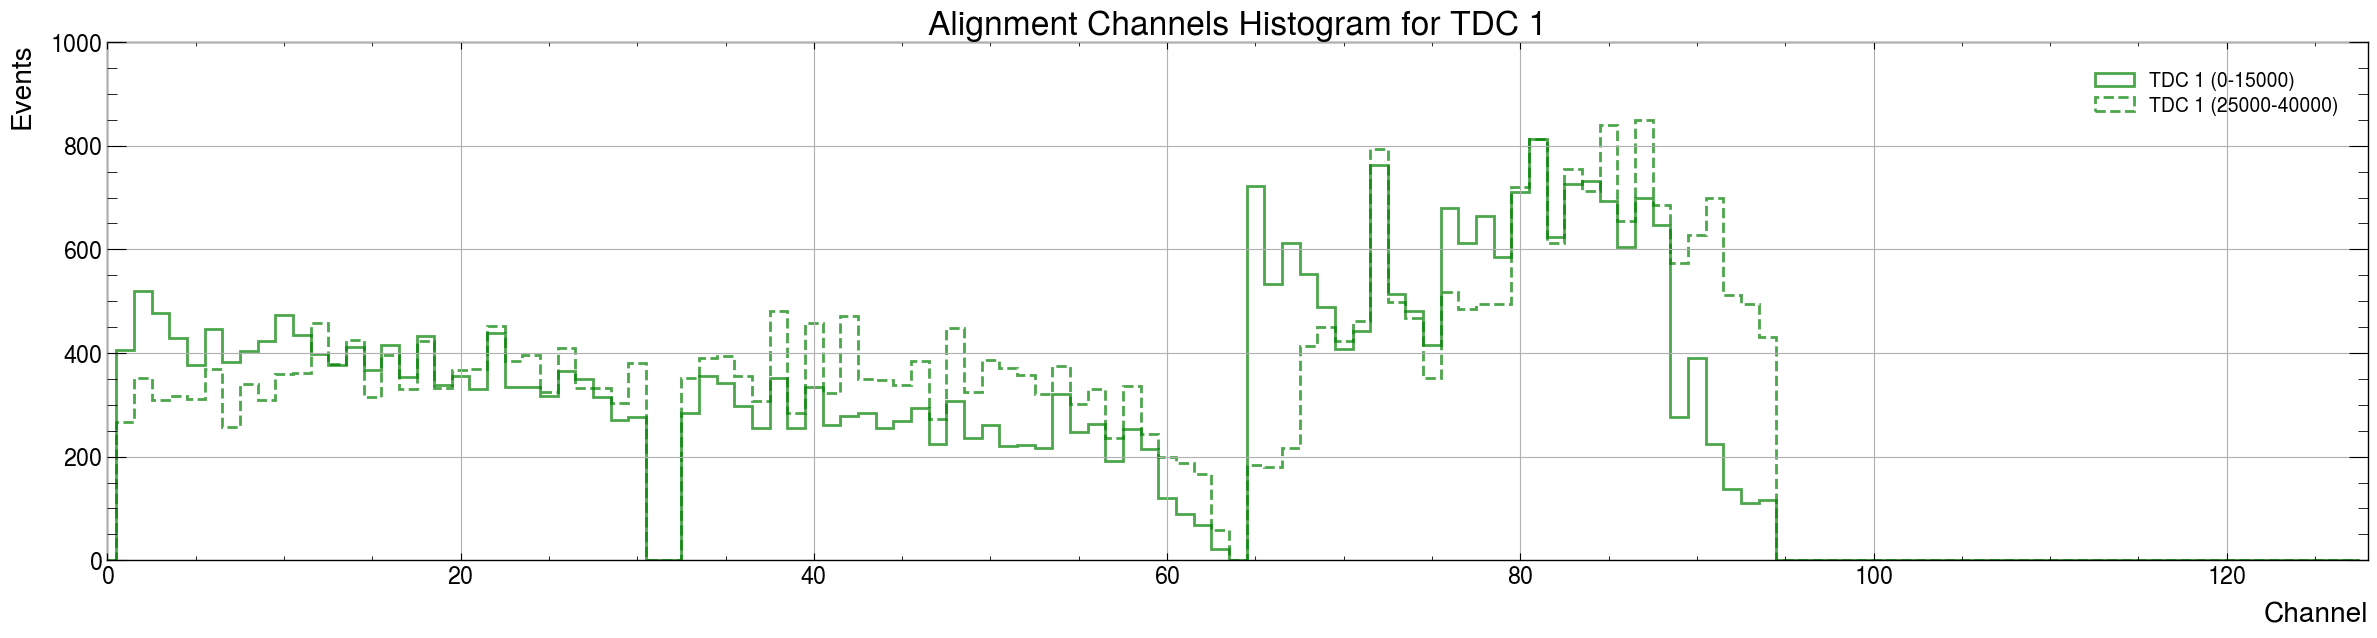 Alignment Channels Histogram for TDC 1
Events
1000
800
600
400
200
0
TDC 1 (0-15000)
TDC 1 (25000-40000)
0 20 40 60 80 100 120
Channel